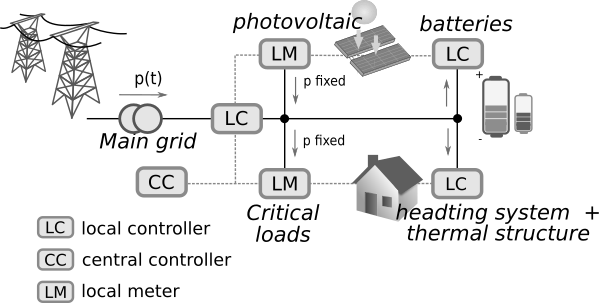 photovoltaic
batteries
LM
LC
+
p(t)
p fixed
LC
-
Main grid
p fixed
CC
LM
LC
Critical
loads
headting system +
thermal structure
LC local controller
CC central controller
LM local meter